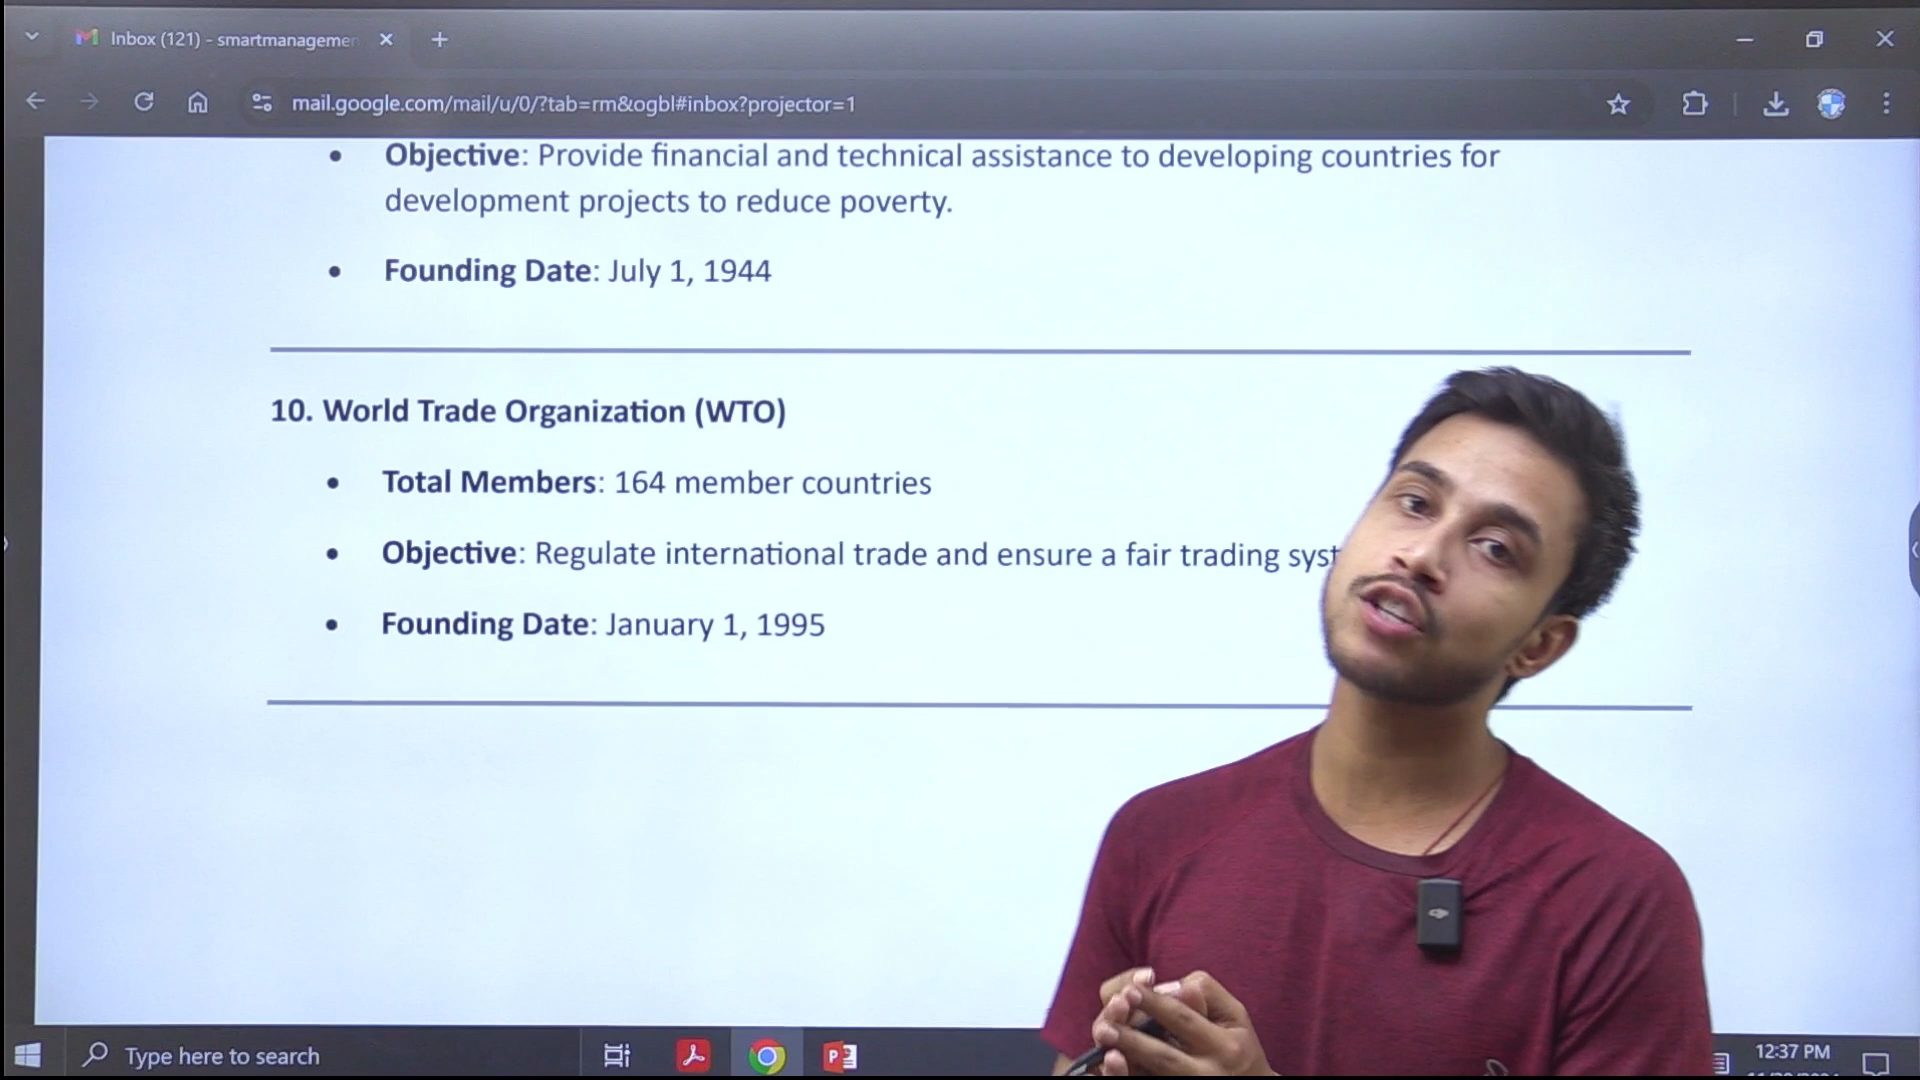 Inbox (121) - smartmanagemen
mail.google.com/mail/u/0/?tab=rm&ogbl#inbox?projector=1
• Objective: Provide financial and technical assistance to developing countries for
development projects to reduce poverty.
• Founding Date: July 1, 1944
10. World Trade Organization (WTO)
• Total Members: 164 member countries
• Objective: Regulate international trade and ensure a fair trading syst
• Founding Date: January 1, 1995
Type here to search
12:37 PM